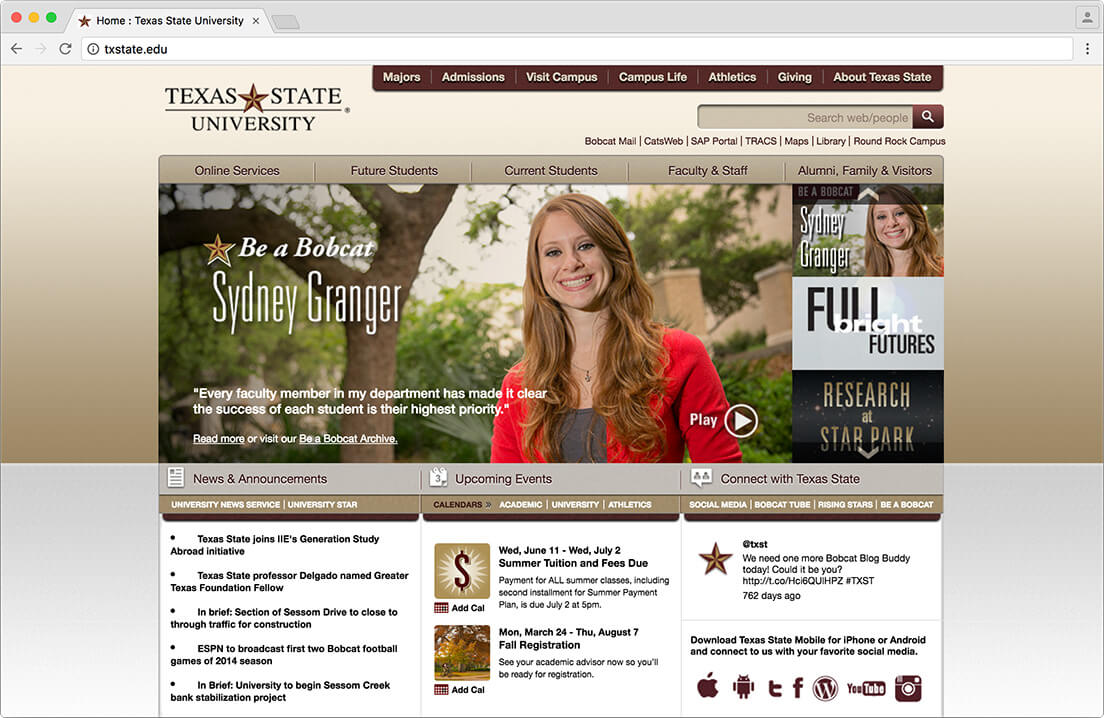 Home : Texas State University
txstate.edu
Majors Admissions Visit Campus Campus Life Athletics Giving About Texas State
TEXAS STATE
UNIVERSITY
®
Search web/people
Bobcat Mail | CatsWeb | SAP Portal | TRACS | Maps | Library | Round Rock Campus
Online Services Future Students Current Students Faculty & Staff Alumni, Family & Visitors
Be a Bobcat
Sydney Granger
"Every faculty member in my department has made it clear
the success of each student is their highest priority."
Read more or visit our Be a Bobcat Archive.
Play
BE A BOBCAT
Sydney
Granger
FULL
bright
FUTURES
RESEARCH
at
STAR PARK
News & Announcements
UNIVERSITY NEWS SERVICE | UNIVERSITY STAR
Texas State joins IIE's Generation Study
Abroad initiative
Texas State professor Delgado named Greater
Texas Foundation Fellow
In brief: Section of Sessom Drive to close to
through traffic for construction
ESPN to broadcast first two Bobcat football
games of 2014 season
In Brief: University to begin Sessom Creek
bank stabilization project
3
Upcoming Events
CALENDARS » ACADEMIC | UNIVERSITY | ATHLETICS
$
Wed, June 11 - Wed, July 2
Summer Tuition and Fees Due
Payment for ALL summer classes, including
second installment for Summer Payment
Plan, is due July 2 at 5pm.
Add Cal
Mon, March 24 - Thu, August 7
Fall Registration
See your academic advisor now so you'll
be ready for registration.
Add Cal
Connect with Texas State
SOCIAL MEDIA | BOBCAT TUBE | RISING STARS | BE A BOBCAT
@txst
We need one more Bobcat Blog Buddy
today! Could it be you?
http://t.co/Hci6QUlHPZ #TXST
762 days ago
Download Texas State Mobile for iPhone or Android
and connect to us with your favorite social media.
YouTube